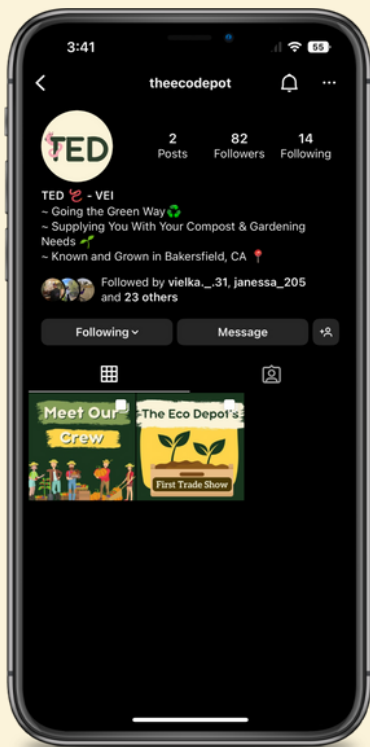 3:41
55
theecodepot
TED
2
82
14
Posts
Followers
Following
TED - VEI
~ Going the Green Way
~ Supplying You With Your Compost & Gardening
Needs
~ Known and Grown in Bakersfield, CA
Followed by vielka._.31, janessa_205
and 23 others
Following
Message
Meet Our
Crew
The Eco Depot's
First Trade Show